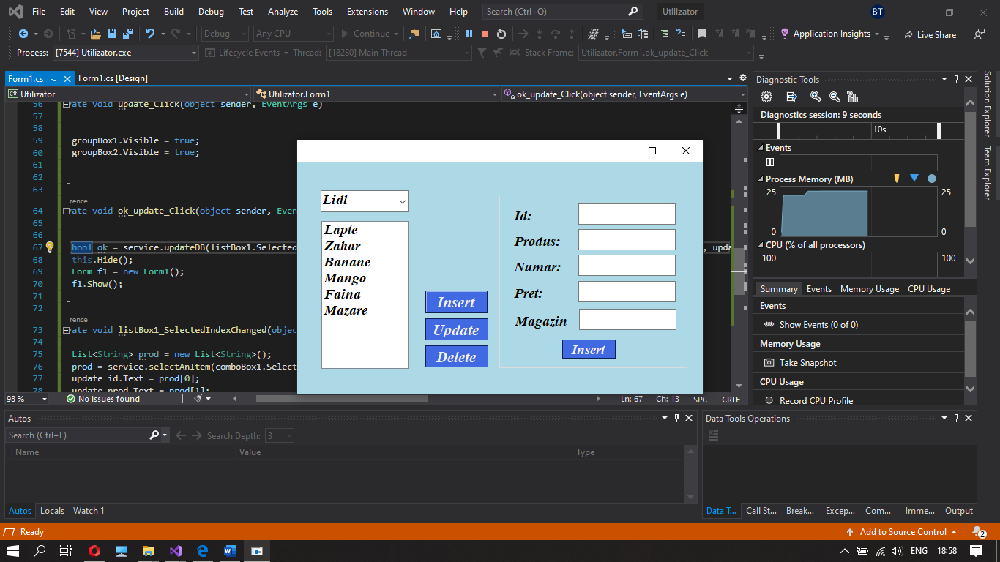 File Edit View Project Build Debug Test Analyze Tools Extensions Window Help Search (Ctrl+Q) Utilizator BT
Debug Any CPU Continue Application Insights Live Share
Process: [7544] Utilizator.exe Lifecycle Events Thread: [18280] Main Thread Stack Frame: Utilizator.Form1.ok_update_Click
Form1.cs Form1.cs [Design]
Utilizator Utilizator.Form1 ok_update_Click(object sender, EventArgs e)
56 vate void update_Click(object sender, EventArgs e)
57
58
59 groupBox1.Visible = true;
60 groupBox2.Visible = true;
61
62
63
rence
64 vate void ok_update_Click(object sender, Even
65
66
67 bool ok = service.updateDB(listBox1.Selected , upda
68 this.Hide();
69 Form f1 = new Form1();
70 f1.Show();
71
72
rence
73 vate void listBox1_SelectedIndexChanged(objec
74
75 List<String> prod = new List<String>();
76 prod = service.selectAnItem(comboBox1.Select
77 update_id.Text = prod[0];
78 update_prod.Text = prod[1];
98 % No issues found Ln: 67 Ch: 13 SPC CRLF
Lidl
Lapte
Zahar
Banane
Mango
Faina
Mazare
Insert
Update
Delete
Id:
Produs:
Numar:
Pret:
Magazin
Insert
Diagnostic Tools
Diagnostics session: 9 seconds
10s
Events
Process Memory (MB)
25 25
0 0
CPU (% of all processors)
100 100
Summary Events Memory Usage CPU Usage
Events
Show Events (0 of 0)
Memory Usage
Take Snapshot
CPU Usage
Record CPU Profile
Solution Explorer
Team Explorer
Autos
Search (Ctrl+E) Search Depth: 3
Name Value Type
Autos Locals Watch 1
Data Tools Operations
Data T... Call St... Break... Excep... Com... Imme... Output
Ready Add to Source Control 2
ENG 18:58